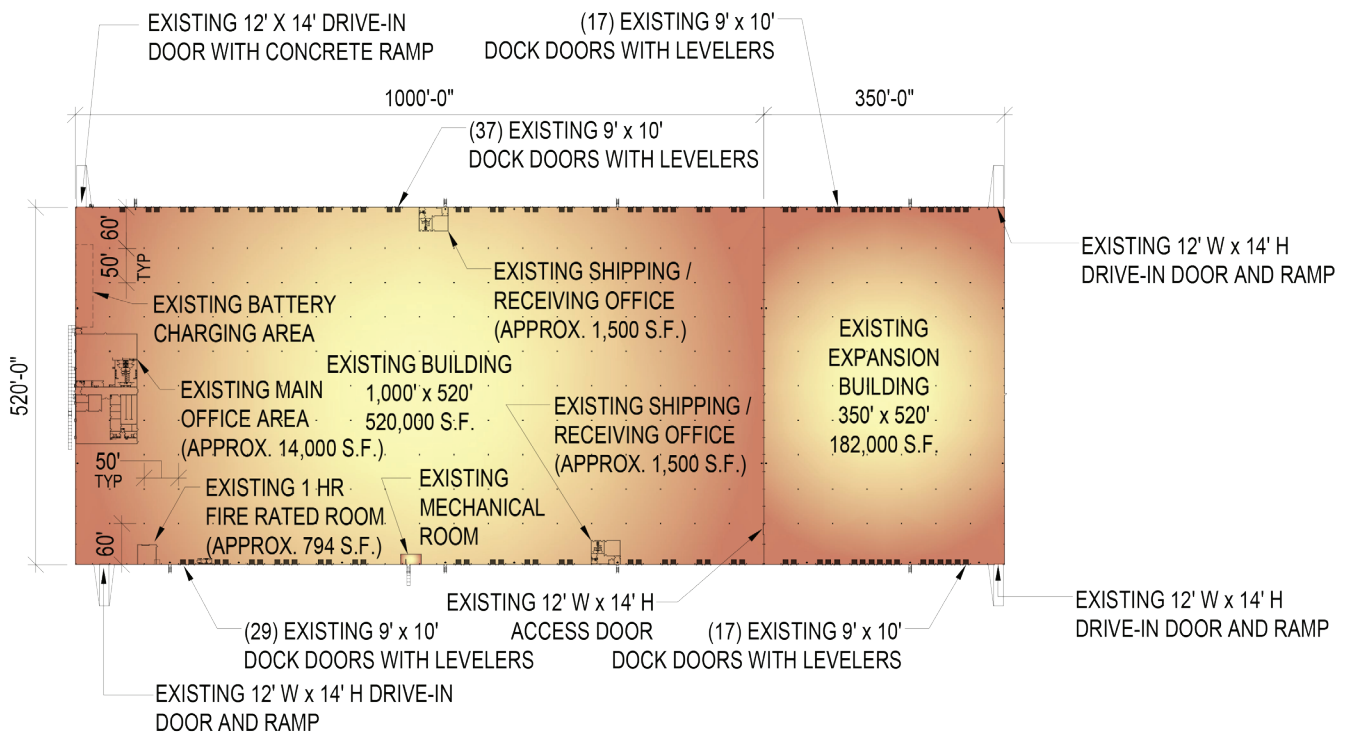 EXISTING 12' X 14' DRIVE-IN
DOOR WITH CONCRETE RAMP
(17) EXISTING 9' x 10'
DOCK DOORS WITH LEVELERS
1000'-0"
350'-0"
(37) EXISTING 9' x 10'
DOCK DOORS WITH LEVELERS
60'
50'
TYP
EXISTING 12' W x 14' H
DRIVE-IN DOOR AND RAMP
EXISTING SHIPPING /
RECEIVING OFFICE
(APPROX. 1,500 S.F.)
EXISTING BATTERY
CHARGING AREA
520'-0"
EXISTING BUILDING
1,000' x 520'
520,000 S.F.
EXISTING
EXPANSION
BUILDING
350' x 520'
182,000 S.F.
EXISTING MAIN
OFFICE AREA
(APPROX. 14,000 S.F.)
EXISTING SHIPPING /
RECEIVING OFFICE
(APPROX. 1,500 S.F.)
50'
TYP
EXISTING 1 HR
FIRE RATED ROOM
(APPROX. 794 S.F.)
EXISTING
MECHANICAL
ROOM
60'
EXISTING 12' W x 14' H
ACCESS DOOR
EXISTING 12' W x 14' H
DRIVE-IN DOOR AND RAMP
(29) EXISTING 9' x 10'
DOCK DOORS WITH LEVELERS
(17) EXISTING 9' x 10'
DOCK DOORS WITH LEVELERS
EXISTING 12' W x 14' H DRIVE-IN
DOOR AND RAMP